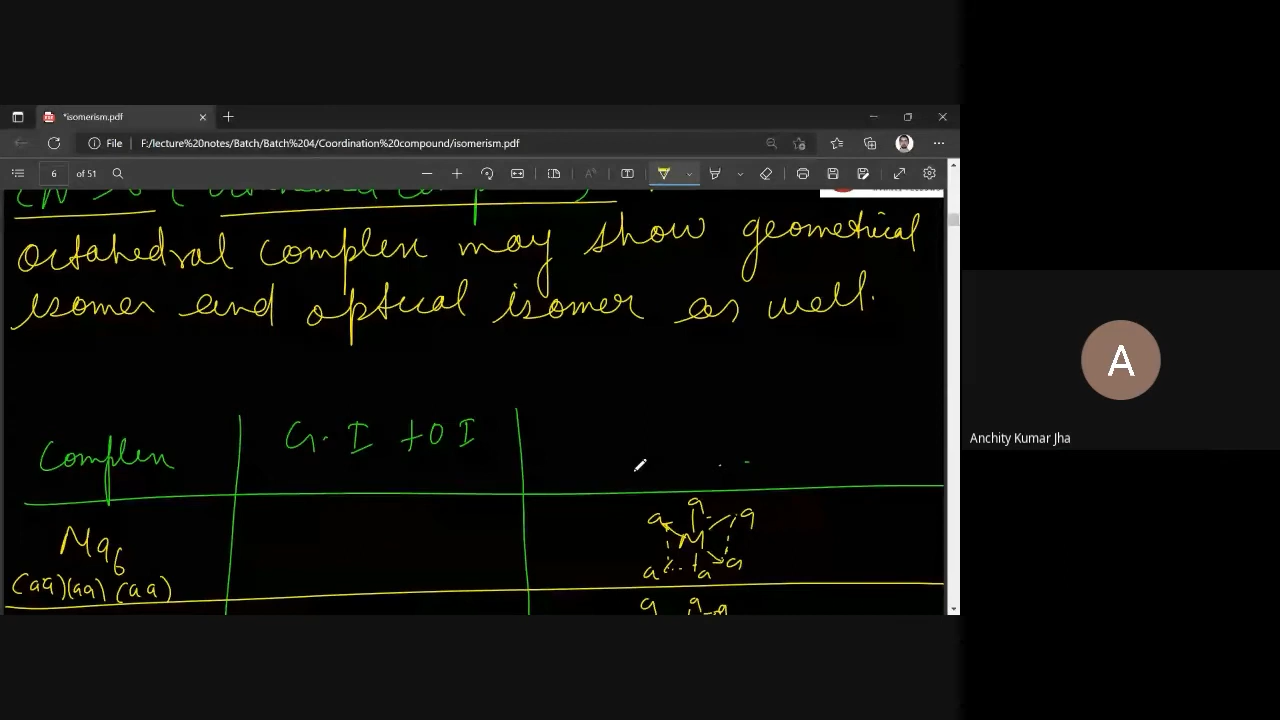 *isomerism.pdf
File F:/lecture%20notes/Batch/Batch%204/Coordination%20compound/isomerism.pdf
6 of 51
octahedral complex may show geometrical
isomer and optical isomer as well.
Complex G.I + O I
Ma6
(aa)(aa)(aa)
a a a
M
a a a
a a a
A
Anchity Kumar Jha